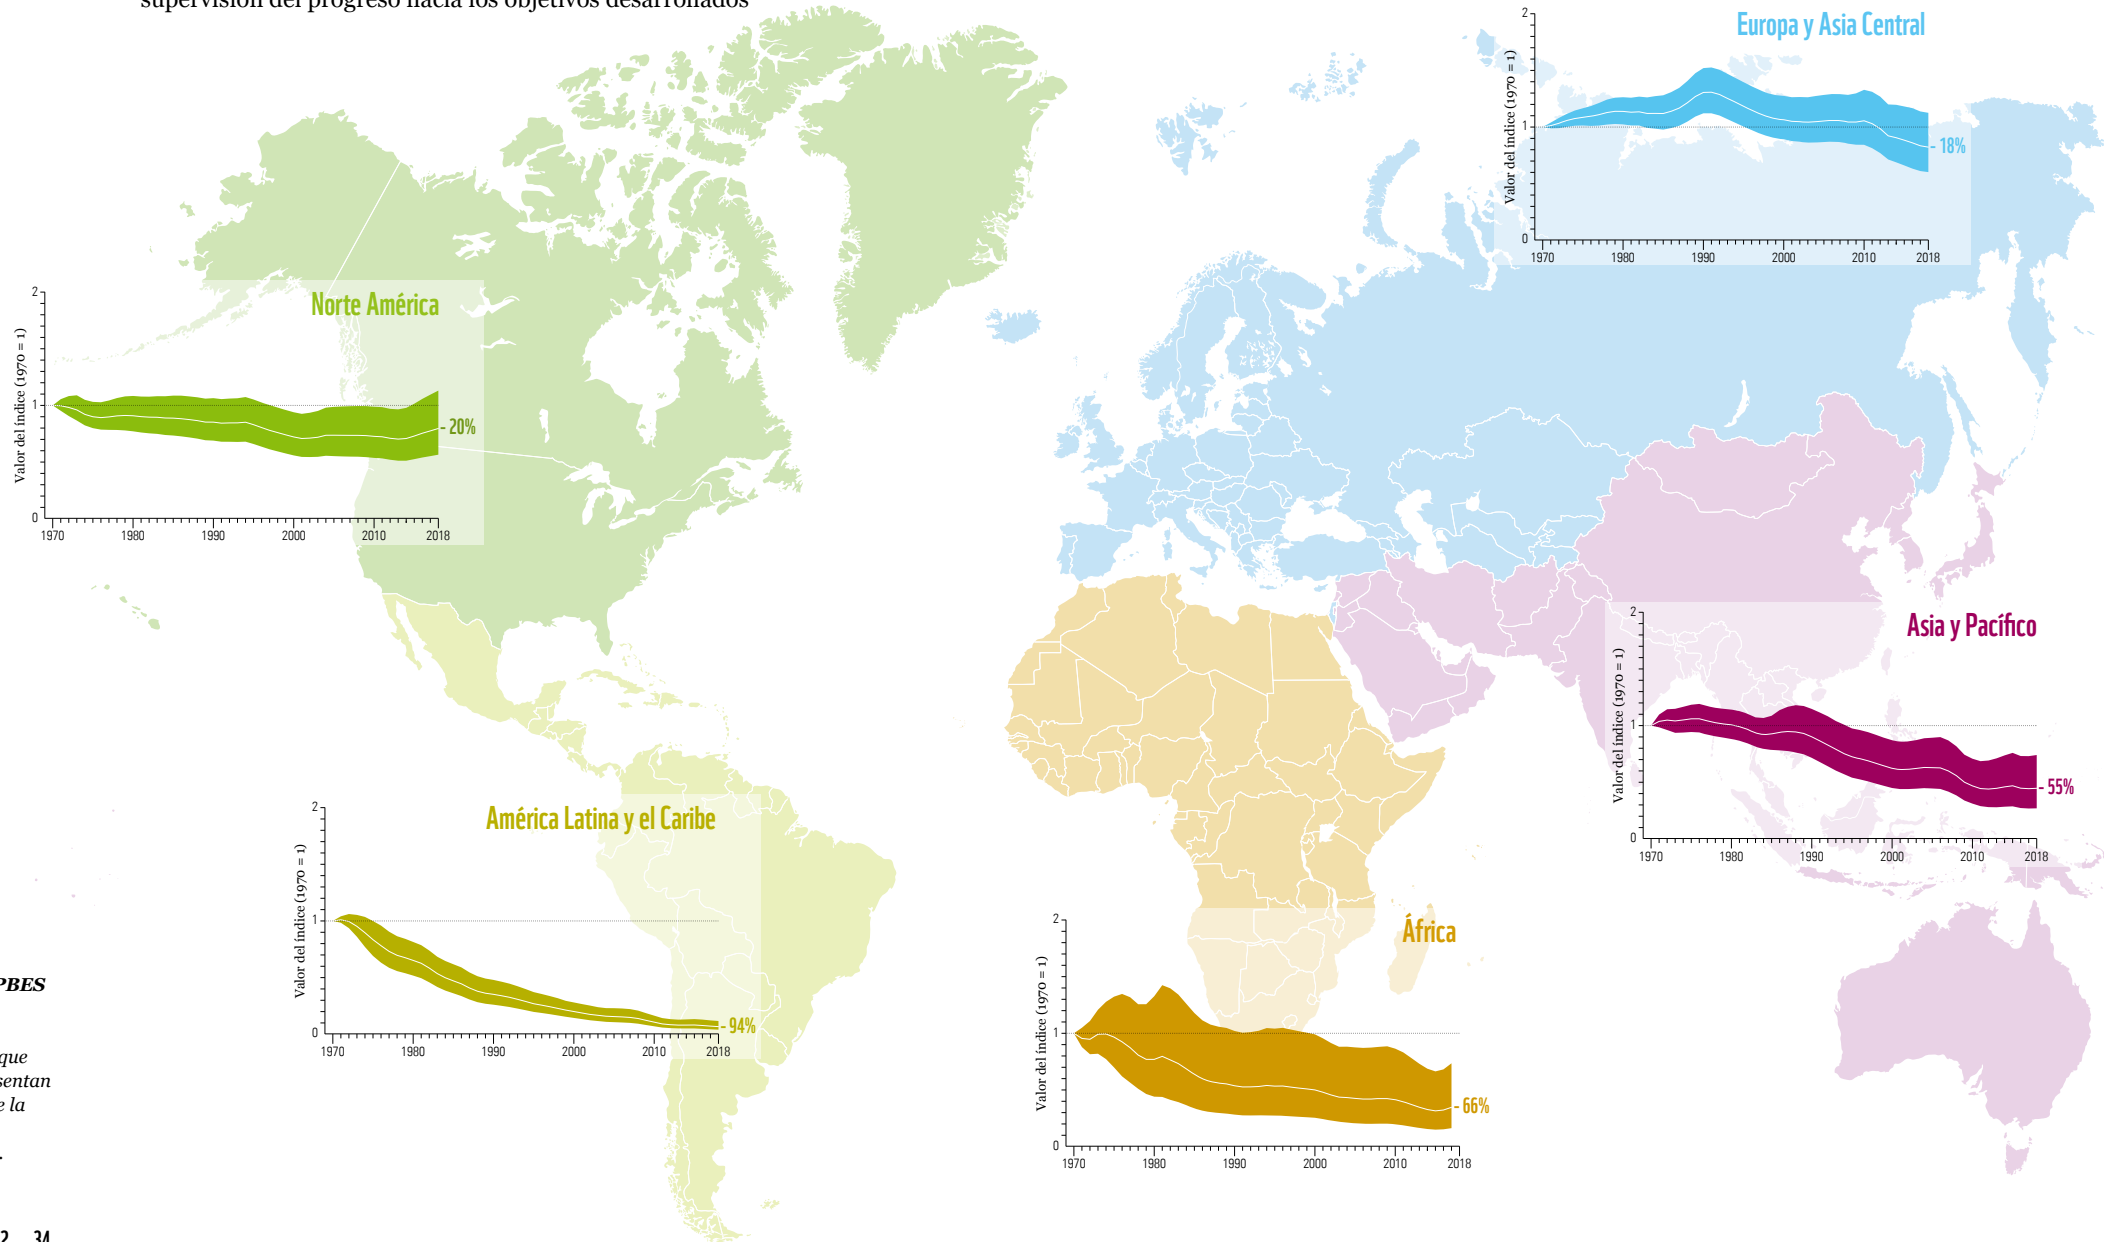 supervisión del progreso hacia los objetivos desarrollados
Europa y Asia Central
Valor del índice (1970 = 1)
2
1
0
- 18%
1970 1980 1990 2000 2010 2018
Norte América
Valor del índice (1970 = 1)
2
1
0
- 20%
1970 1980 1990 2000 2010 2018
Asia y Pacífico
Valor del índice (1970 = 1)
2
1
0
- 55%
1970 1980 1990 2000 2010 2018
América Latina y el Caribe
Valor del índice (1970 = 1)
2
1
0
- 94%
1970 1980 1990 2000 2010 2018
África
Valor del índice (1970 = 1)
2
1
0
- 66%
1970 1980 1990 2000 2010 2018
PBES
que
sentan
e la
.
2 34